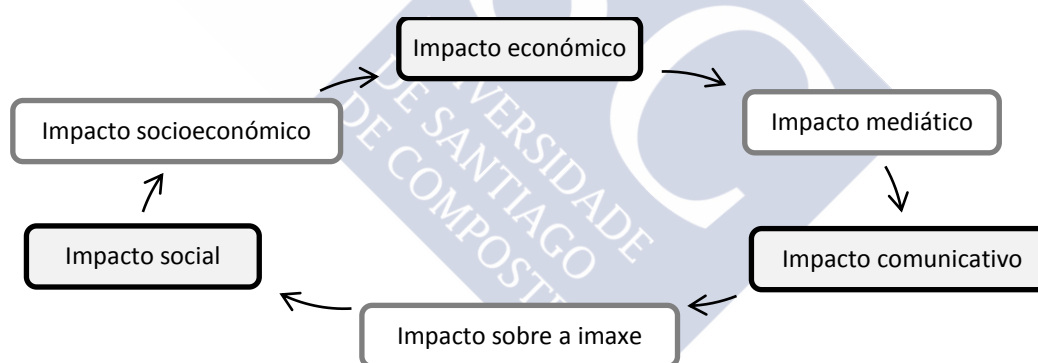 Impacto económico
Impacto mediático
Impacto comunicativo
Impacto sobre a imaxe
Impacto social
Impacto socioeconómico
DE SANTIAGO